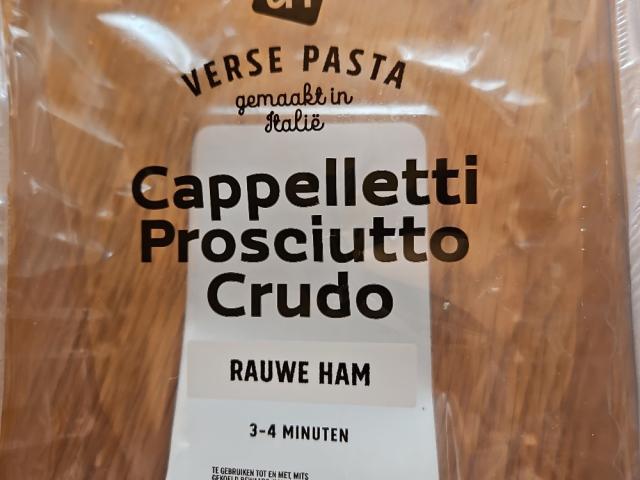 VERSE PASTA
gemaakt in
Italië
Cappelletti
Prosciutto
Crudo
RAUWE HAM
3-4 MINUTEN
TE GEBRUIKEN TOT EN MET, MITS